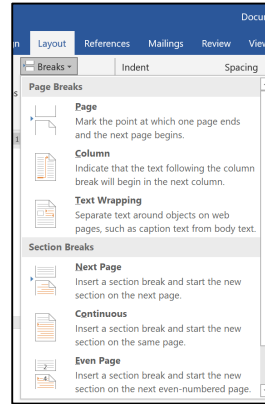 Docu
Layout References Mailings Review Vie
Breaks Indent Spacing
Page Breaks
Page
Mark the point at which one page ends
and the next page begins.
Column
Indicate that the text following the column
break will begin in the next column.
Text Wrapping
Separate text around objects on web
pages, such as caption text from body text.
Section Breaks
Next Page
Insert a section break and start the new
section on the next page.
Continuous
Insert a section break and start the new
section on the same page.
Even Page
Insert a section break and start the new
section on the next even-numbered page.